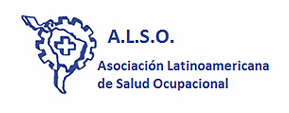 A.L.S.O.
Asociación Latinoamericana
de Salud Ocupacional